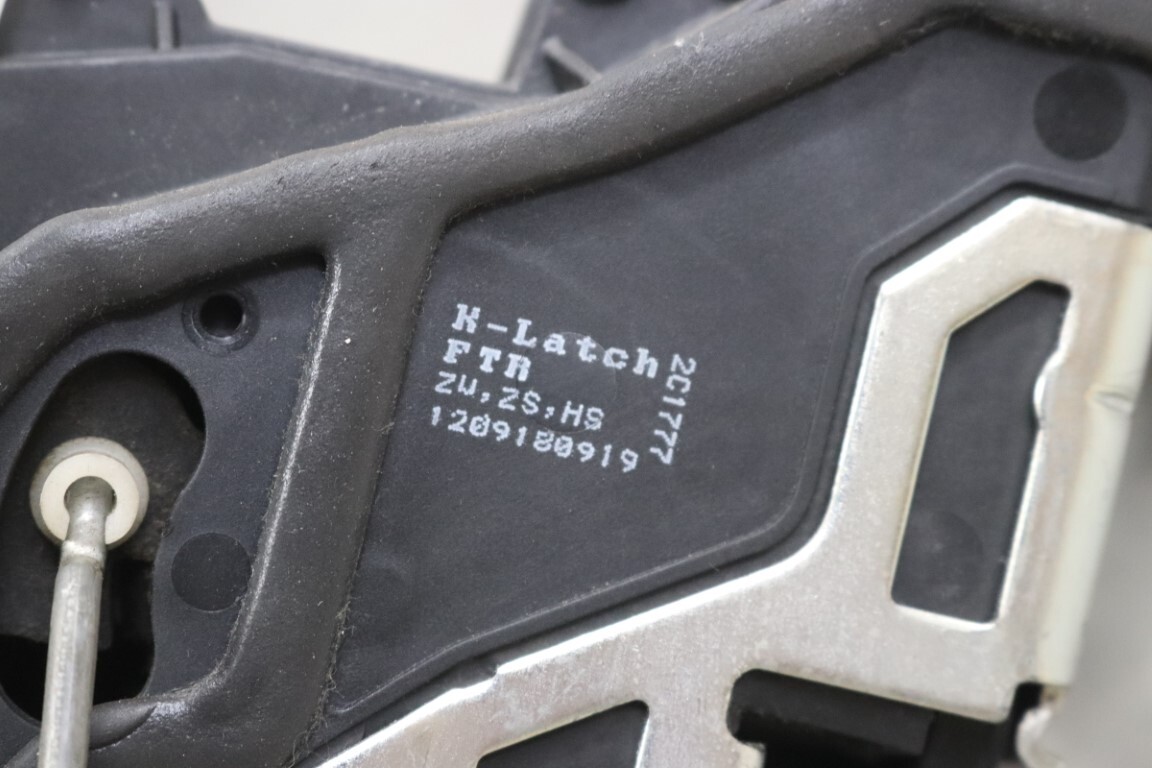 K-Latch
FTR
ZW,ZS,HS
1209180919
2C1777